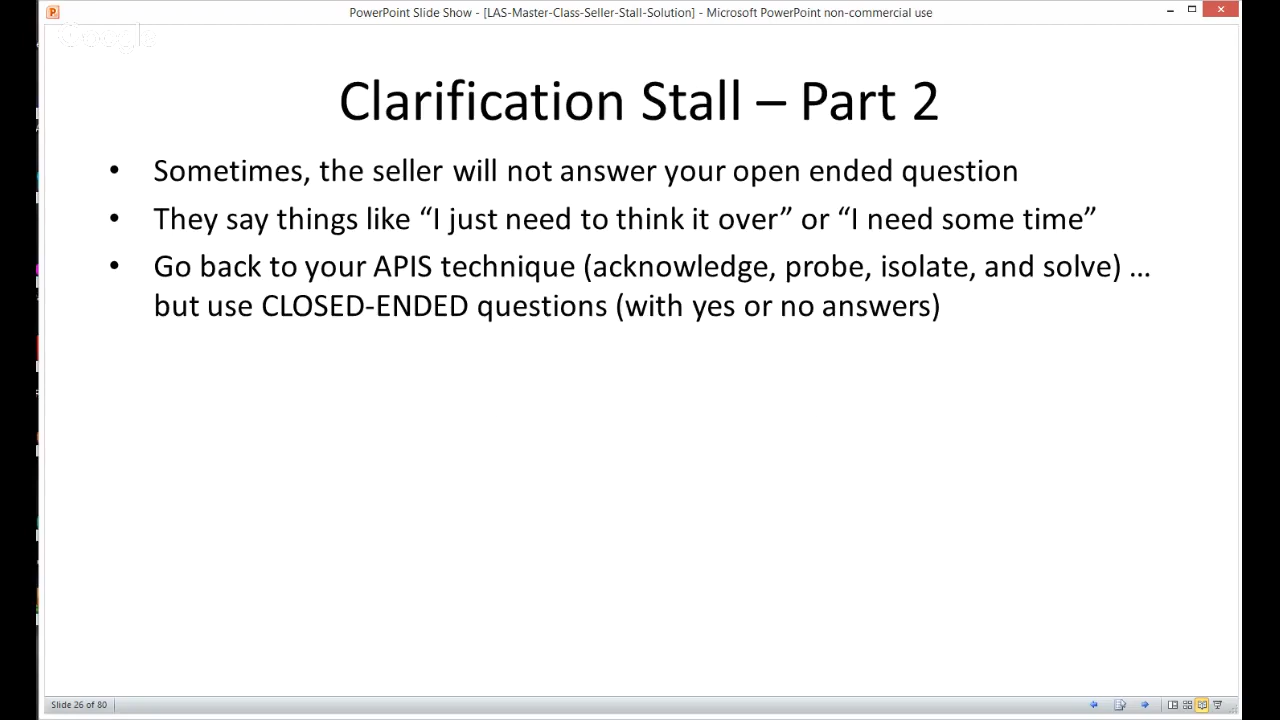 PowerPoint Slide Show - [LAS-Master-Class-Seller-Stall-Solution] - Microsoft PowerPoint non-commercial use
Google
Clarification Stall – Part 2
• Sometimes, the seller will not answer your open ended question
• They say things like “I just need to think it over” or “I need some time”
• Go back to your APIS technique (acknowledge, probe, isolate, and solve) ...
but use CLOSED-ENDED questions (with yes or no answers)
Slide 26 of 80